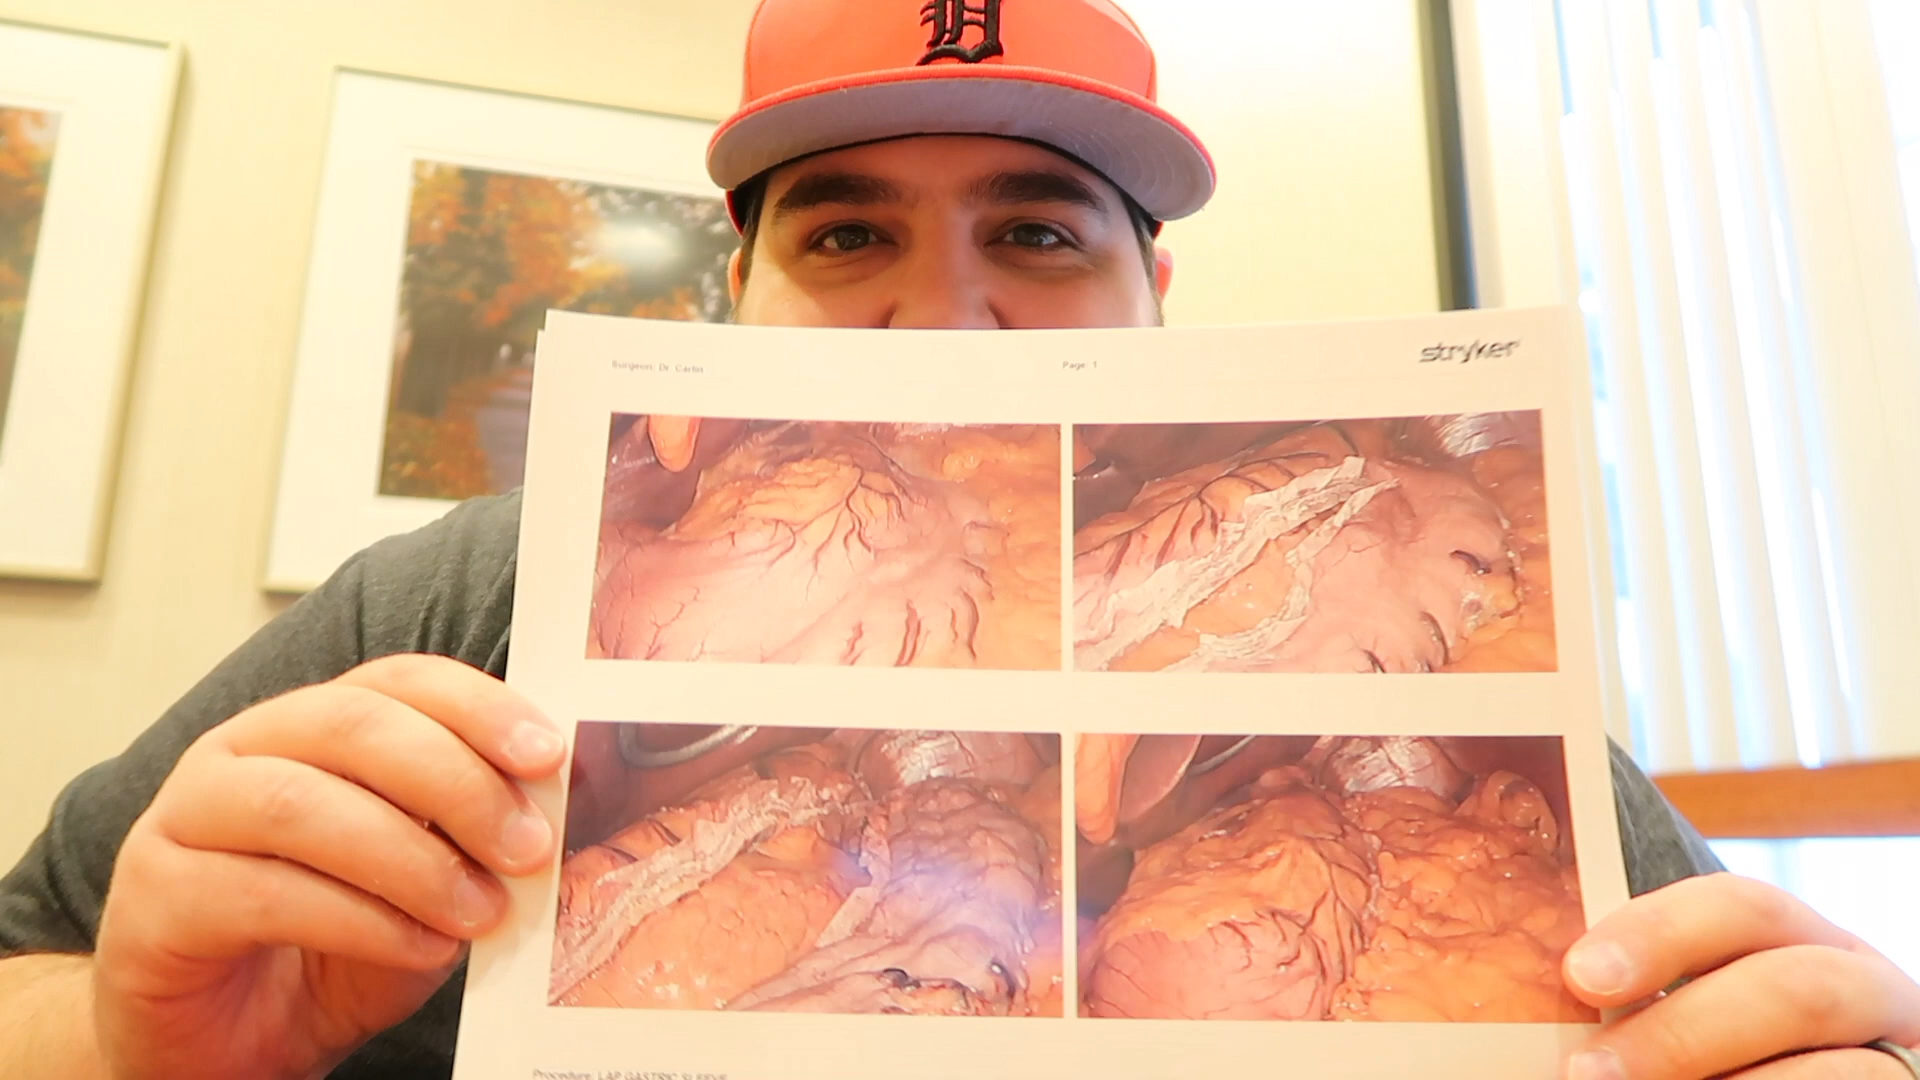 D
Surgeon: Dr. Carlin
Page: 1
stryker
Procedure: LAP GASTRIC SLEEVE